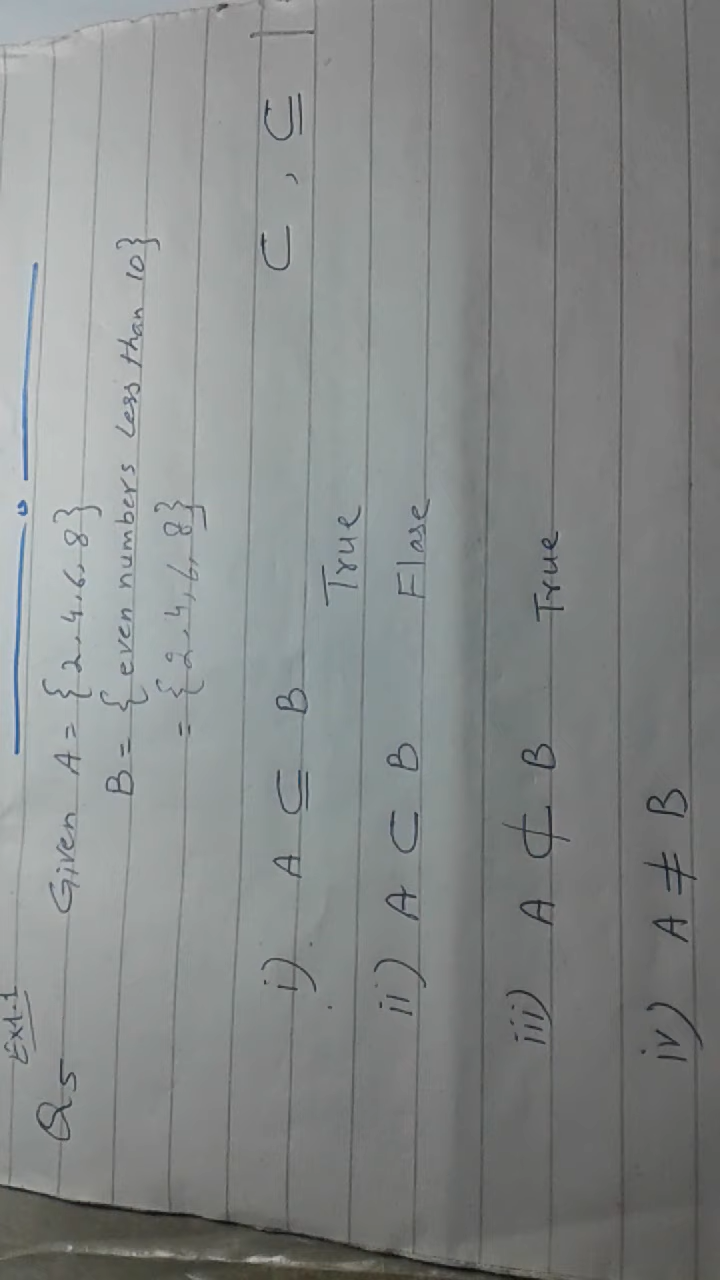 Ex1.1
Q5 Given A = {2,4,6,8}
B = {even numbers less than 10}
= {2,4,6,8}
i) A ⊆ B ⊂ , ⊆
True
ii) A ⊂ B Flase
iii) A ⊄ B True
iv) A ≠ B